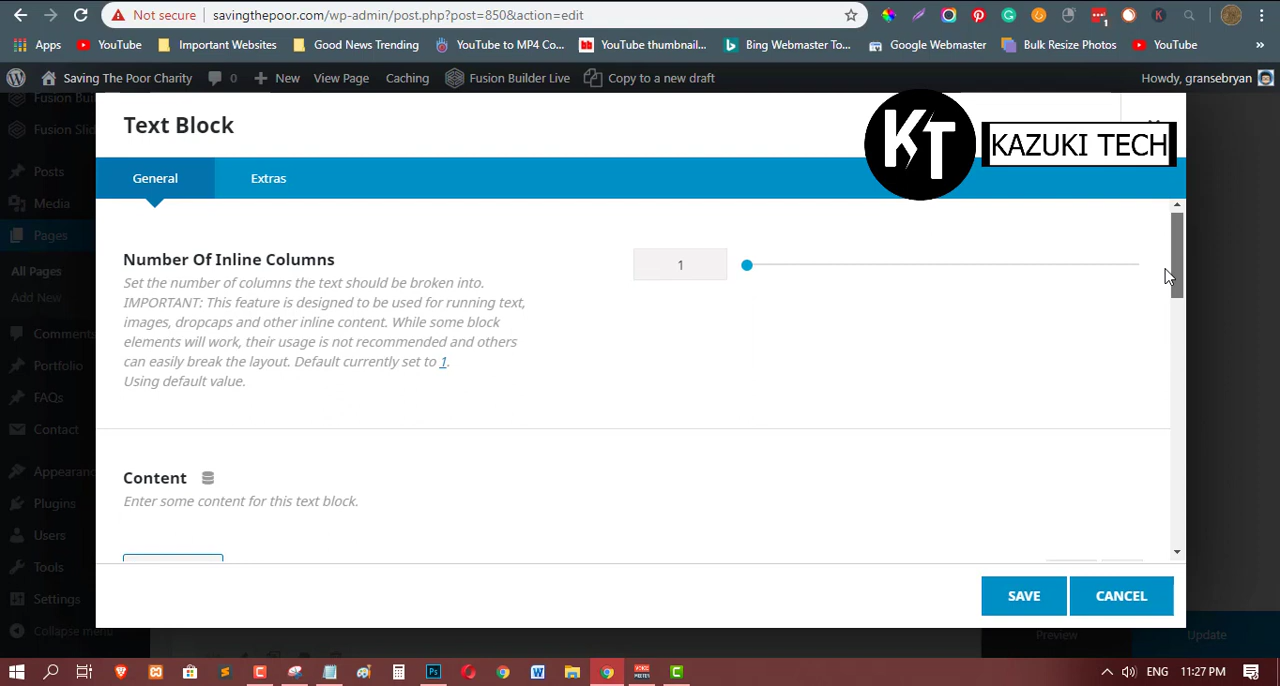 Not secure savingthepoor.com/wp-admin/post.php?post=850&action=edit
Apps YouTube Important Websites Good News Trending YouTube to MP4 Co... YouTube thumbnail... Bing Webmaster To... Google Webmaster Bulk Resize Photos YouTube »
Saving The Poor Charity 0 New View Page Caching Fusion Builder Live Copy to a new draft Howdy, gransebryan
Text Block
KT KAZUKI TECH
General Extras
Posts
Media
Pages
All Pages
Add New
Portfolio
FAQs
Contact
Plugins
Users
Tools
Settings
Collapse menu
Number Of Inline Columns
1
Set the number of columns the text should be broken into.
IMPORTANT: This feature is designed to be used for running text,
images, dropcaps and other inline content. While some block
elements will work, their usage is not recommended and others
can easily break the layout. Default currently set to 1.
Using default value.
Content
Enter some content for this text block.
SAVE CANCEL
Preview Update
ENG 11:27 PM